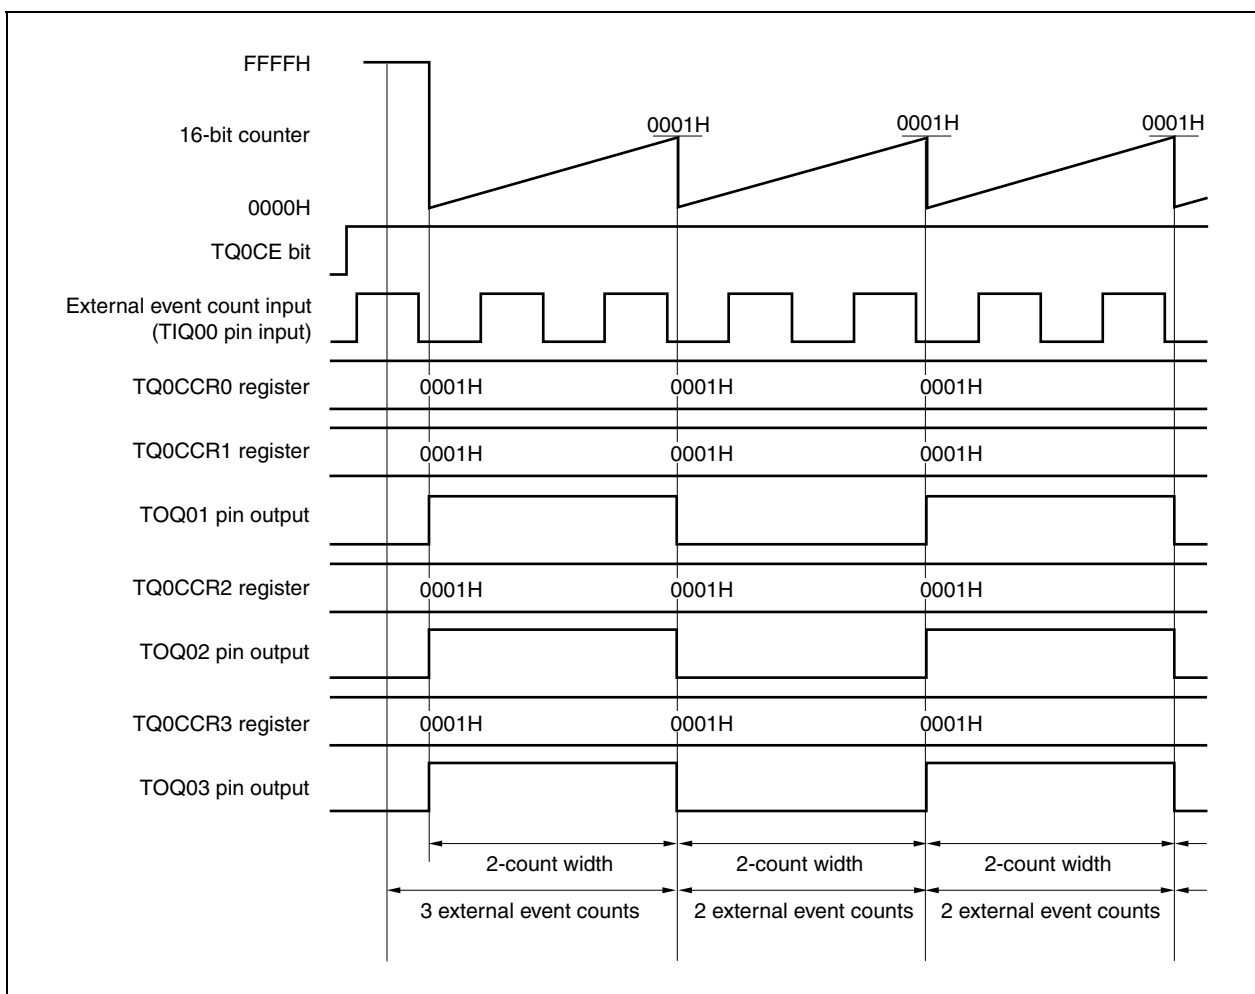 FFFFH
16-bit counter
0001H 0001H 0001H
0000H
TQ0CE bit
External event count input
(TIQ00 pin input)
TQ0CCR0 register 0001H 0001H 0001H
TQ0CCR1 register 0001H 0001H 0001H
TOQ01 pin output
TQ0CCR2 register 0001H 0001H 0001H
TOQ02 pin output
TQ0CCR3 register 0001H 0001H 0001H
TOQ03 pin output
2-count width 2-count width 2-count width
3 external event counts 2 external event counts 2 external event counts